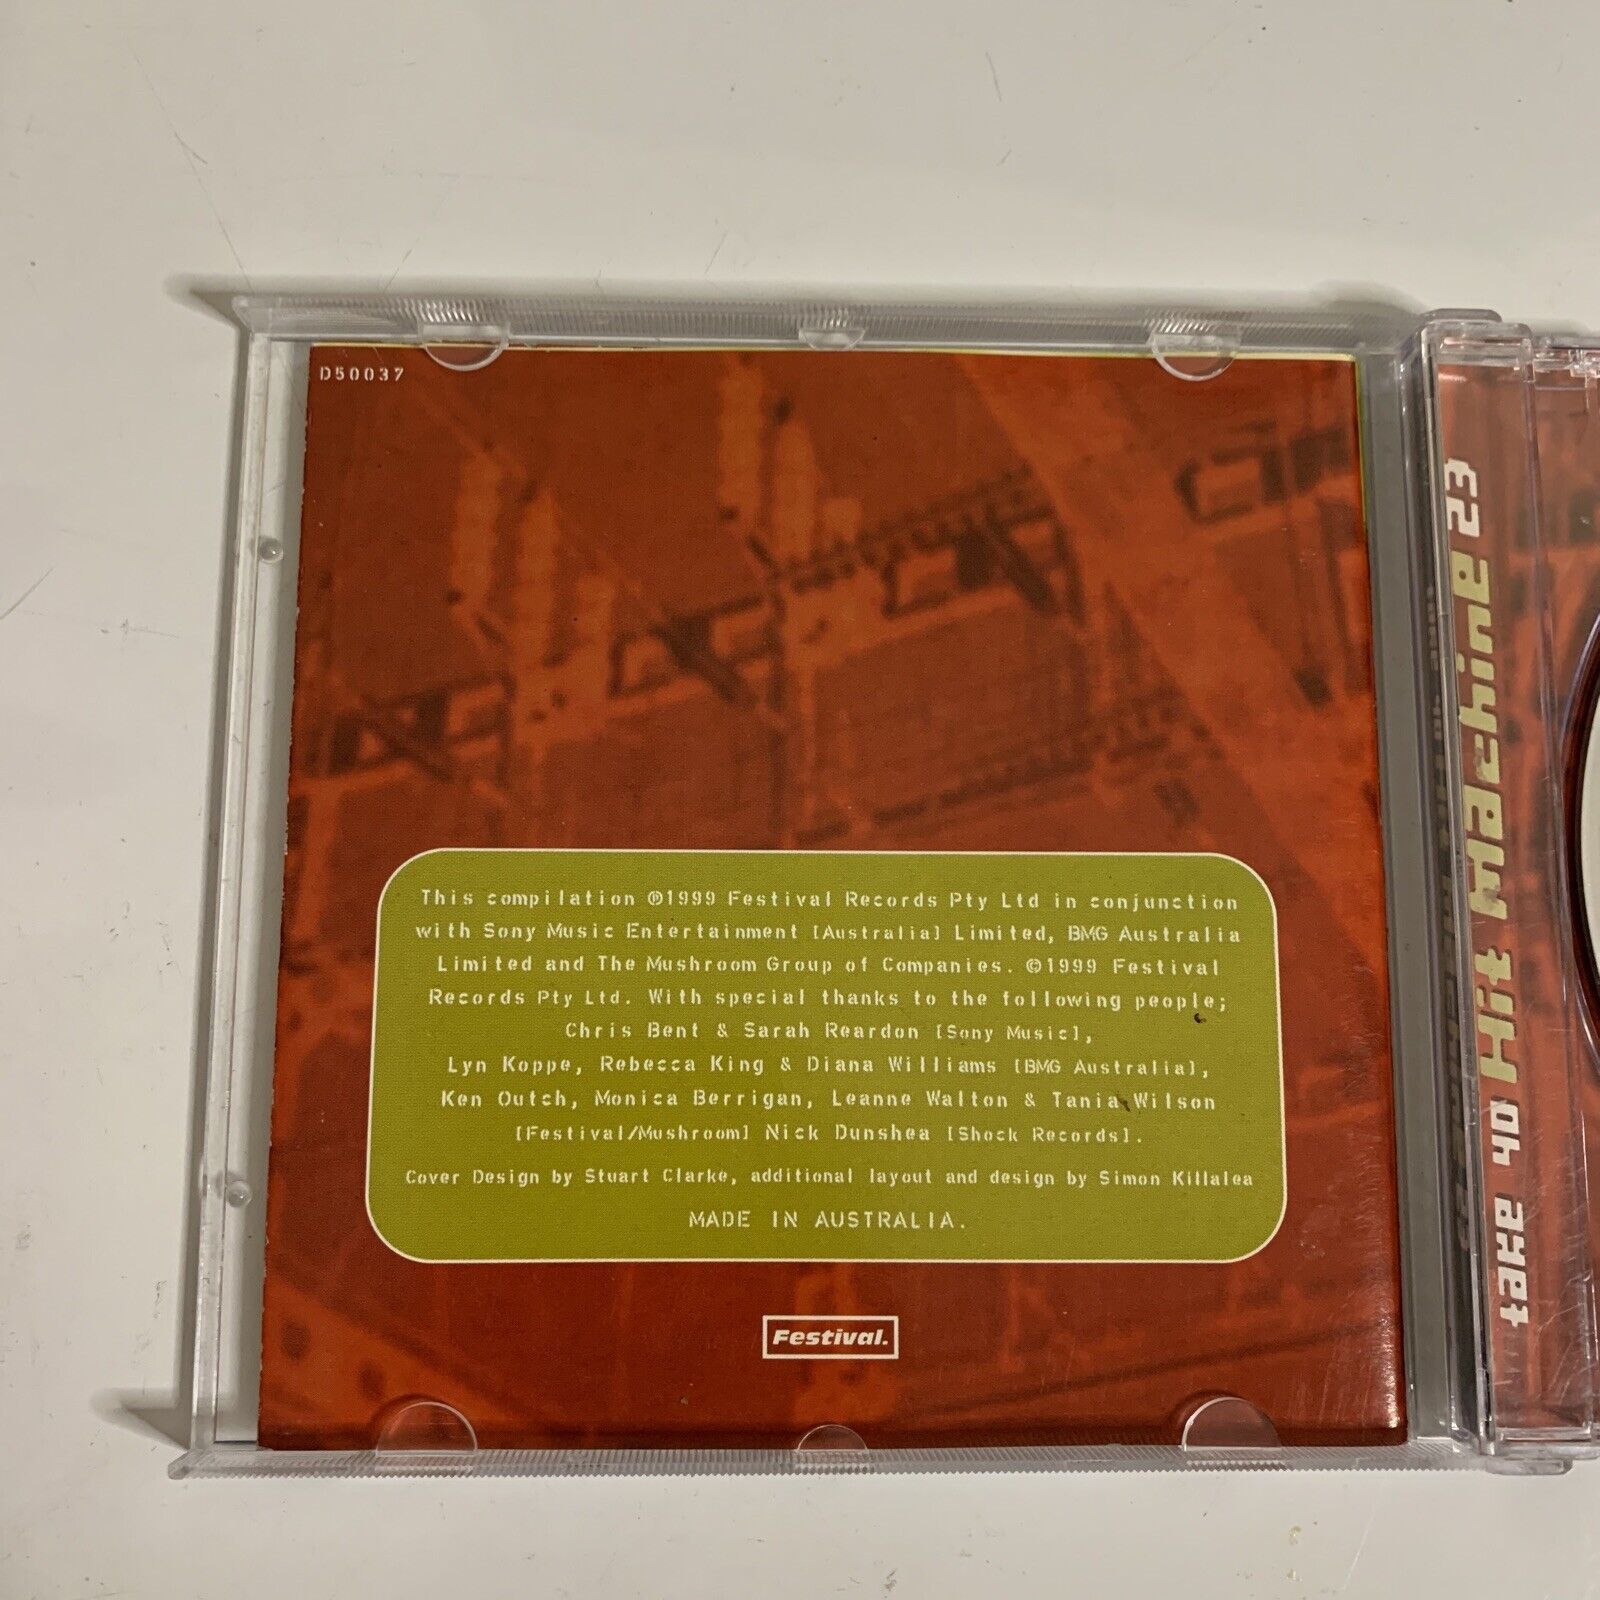 D50037
This compilation ℗1999 Festival Records Pty Ltd in conjunction
with Sony Music Entertainment [Australia] Limited, BMG Australia
Limited and The Mushroom Group of Companies. ©1999 Festival
Records Pty Ltd. With special thanks to the following people;
Chris Bent & Sarah Reardon [Sony Music],
Lyn Koppe, Rebecca King & Diana Williams [BMG Australia],
Ken Outch, Monica Berrigan, Leanne Walton & Tania Wilson
[Festival/Mushroom] Nick Dunshea [Shock Records].
Cover Design by Stuart Clarke, additional layout and design by Simon Killalea
MADE IN AUSTRALIA.
Festival.
take 40 Hit Machine 23